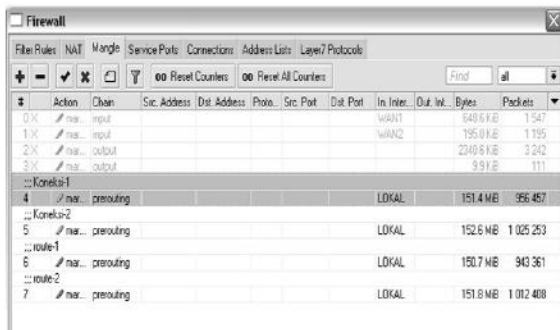 Firewall
Filter Rules NAT Mangle Service Ports Connections Address Lists Layer7 Protocols
00 Reset Counters 00 Reset All Counters Find all
# Action Chain Src. Address Dst. Address Proto... Src. Port Dst. Port In. Inter... Out. Int... Bytes Packets
0 X mar... input WAN1 648.6 KiB 1 547
1 X mar... input WAN2 195.0 KiB 1 195
2 X mar... output 2340.6 KiB 3 242
3 X mar... output 9.9 KiB 111
::: Koneksi-1
4 mar... prerouting LOKAL 151.4 MiB 956 457
::: Koneksi-2
5 mar... prerouting LOKAL 152.6 MiB 1 025 253
::: route-1
6 mar... prerouting LOKAL 150.7 MiB 943 361
::: route-2
7 mar... prerouting LOKAL 151.8 MiB 1 012 408